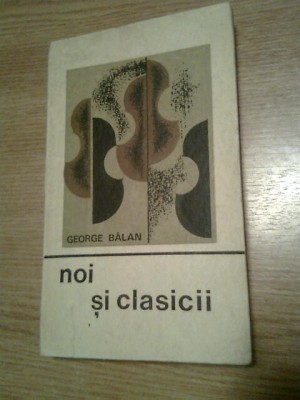 GEORGE BĂLAN
noi
și clasicii